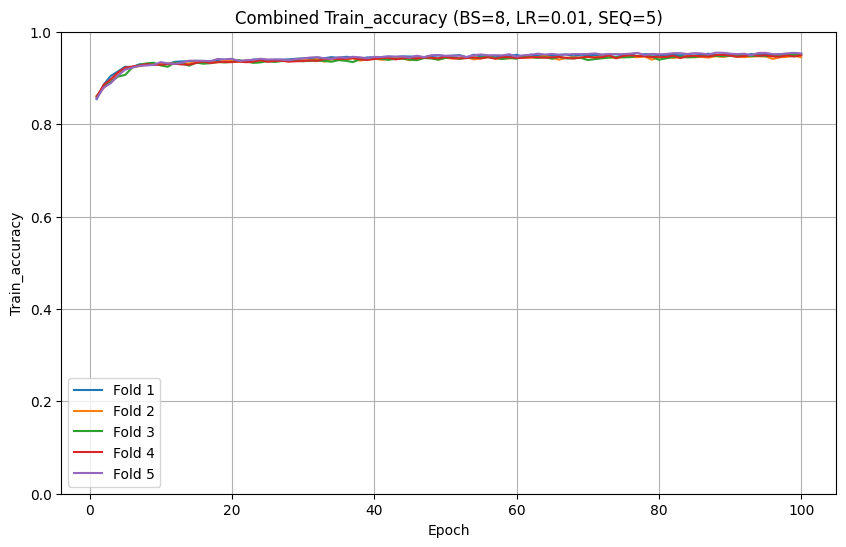 Combined Train_accuracy (BS=8, LR=0.01, SEQ=5)
1.0
0.8
0.6
0.4
0.2
0.0
Train_accuracy
Fold 1
Fold 2
Fold 3
Fold 4
Fold 5
0 20 40 60 80 100
Epoch